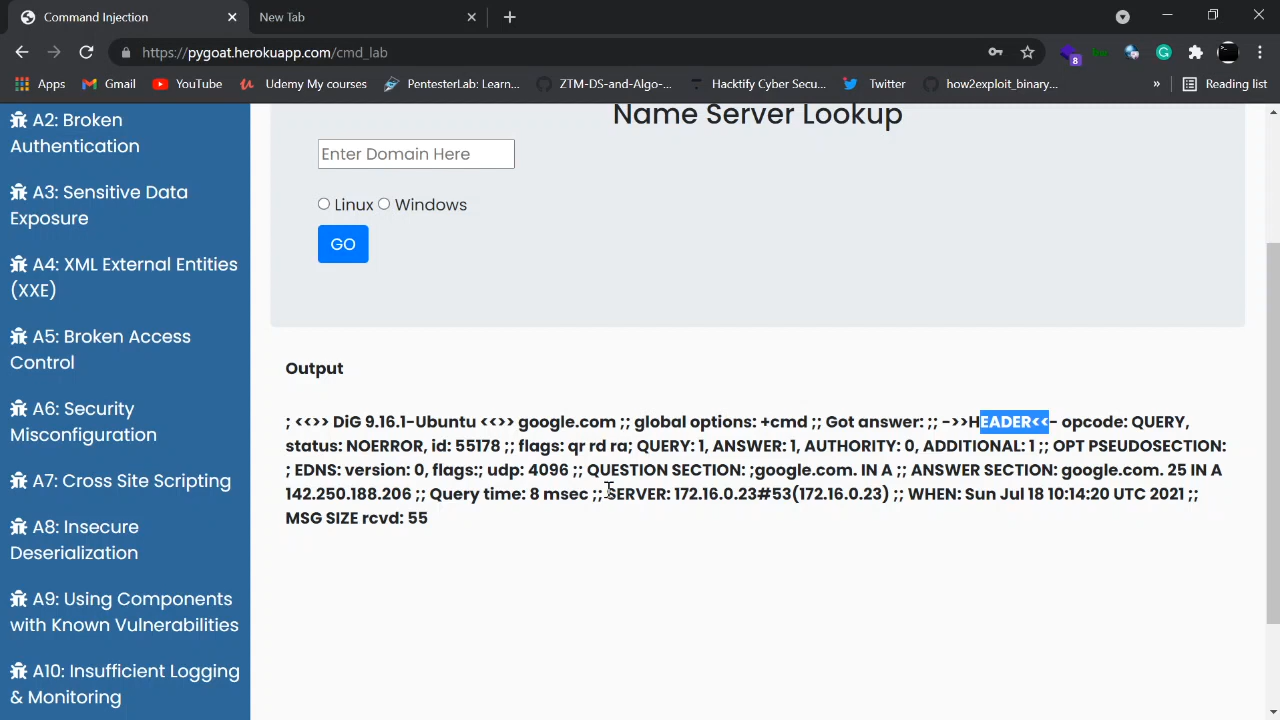 Command Injection
New Tab
https://pygoat.herokuapp.com/cmd_lab
8
Apps
Gmail
YouTube
Udemy My courses
PentesterLab: Learn...
ZTM-DS-and-Algo-...
Hacktify Cyber Secu...
Twitter
how2exploit_binary...
»
Reading list
A2: Broken
Authentication
A3: Sensitive Data
Exposure
A4: XML External Entities
(XXE)
A5: Broken Access
Control
A6: Security
Misconfiguration
A7: Cross Site Scripting
A8: Insecure
Deserialization
A9: Using Components
with Known Vulnerabilities
A10: Insufficient Logging
& Monitoring
Name Server Lookup
Enter Domain Here
Linux Windows
GO
Output
; <<>> DiG 9.16.1-Ubuntu <<>> google.com ;; global options: +cmd ;; Got answer: ;; ->>HEADER<<- opcode: QUERY,
status: NOERROR, id: 55178 ;; flags: qr rd ra; QUERY: 1, ANSWER: 1, AUTHORITY: 0, ADDITIONAL: 1 ;; OPT PSEUDOSECTION:
; EDNS: version: 0, flags:; udp: 4096 ;; QUESTION SECTION: ;google.com. IN A ;; ANSWER SECTION: google.com. 25 IN A
142.250.188.206 ;; Query time: 8 msec ;; SERVER: 172.16.0.23#53(172.16.0.23) ;; WHEN: Sun Jul 18 10:14:20 UTC 2021 ;;
MSG SIZE rcvd: 55